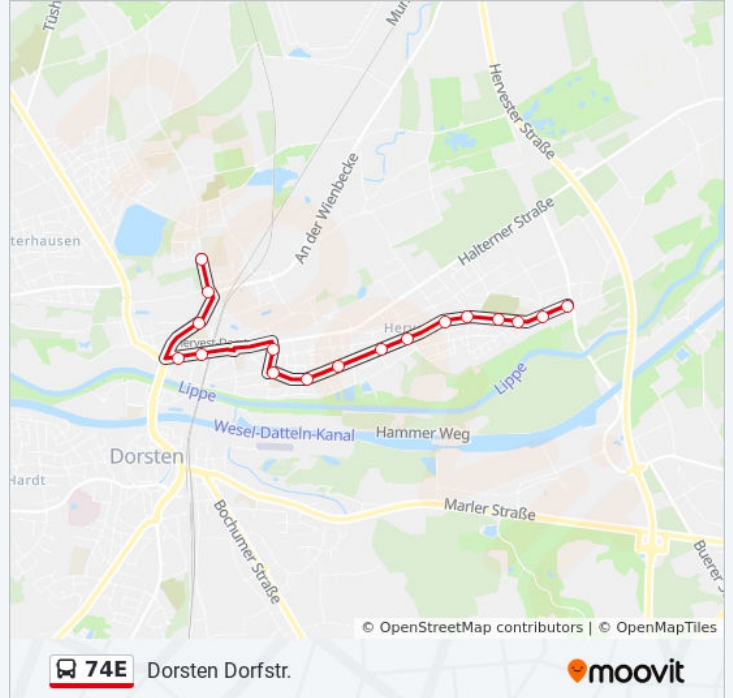 Tüsh
Mur
Hervester Straße
An der Wienbecke
Halterner Straße
terhausen
Herv
Lippe
Lippe
Wesel-Datteln-Kanal
Hammer Weg
Dorsten
Hardt
Marler Straße
Bochumer Straße
Buerer S
© OpenStreetMap contributors | © OpenMapTiles
74E
Dorsten Dorfstr.
moovit